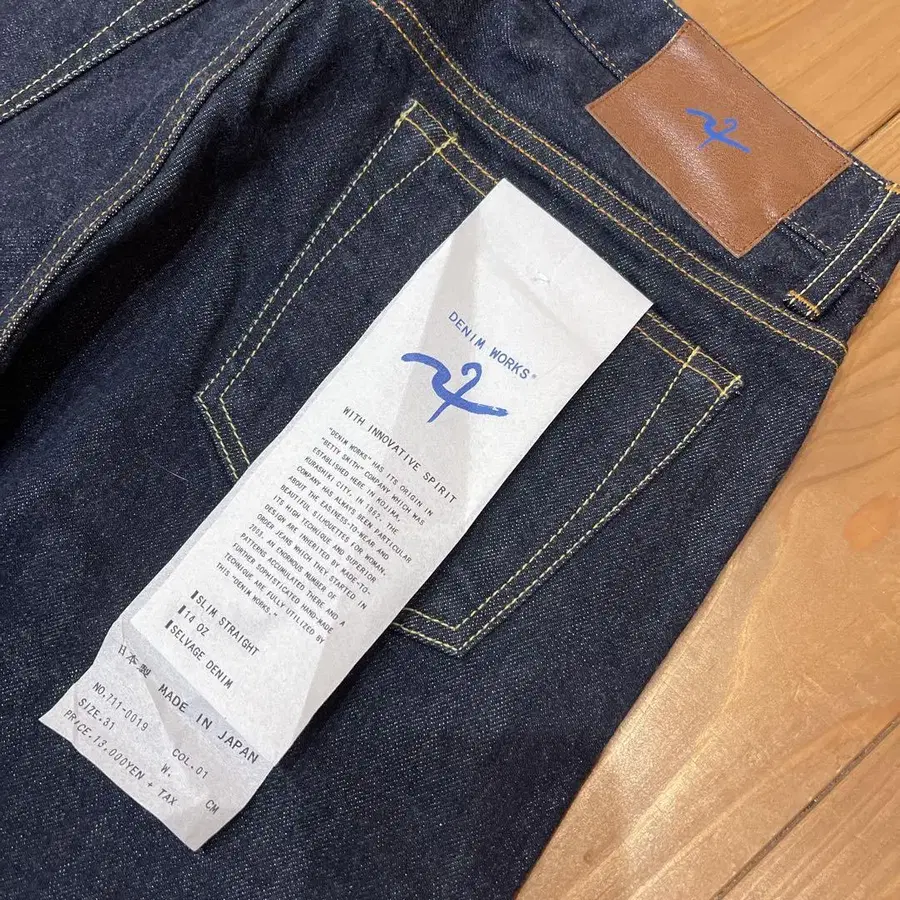 DENIM WORKS®
WITH INNOVATIVE SPIRIT
"DENIM WORKS" HAS ITS ORIGIN IN
"BETTY SMITH" COMPANY WHICH WAS
ESTABLISHED HERE IN KOJIMA,
KURASHIKI CITY, IN 1962. THE
COMPANY HAS ALWAYS BEEN PARTICULAR
ABOUT THE EASINESS-TO-WEAR AND
BEAUTIFUL SILHOUETTES FOR WOMAN.
ITS HIGH TECHNIQUE AND SUPERIOR
DESIGN ARE INHERITED BY MADE-TO-
ORDER JEANS WHICH THEY STARTED IN
2003. AN ENORMOUS NUMBER OF
PATTERNS ACCUMULATED THERE AND A
FURTHER SOPHISTICATED HAND-MADE
TECHNIQUE ARE FULLY UTILIZED BY
THIS "DENIM WORKS."
SLIM STRAIGHT
14 OZ
SELVAGE DENIM
日本製 MADE IN JAPAN
NO.711-0019 COL.01
SIZE.31 W. CM
PRICE.13,000YEN + TAX